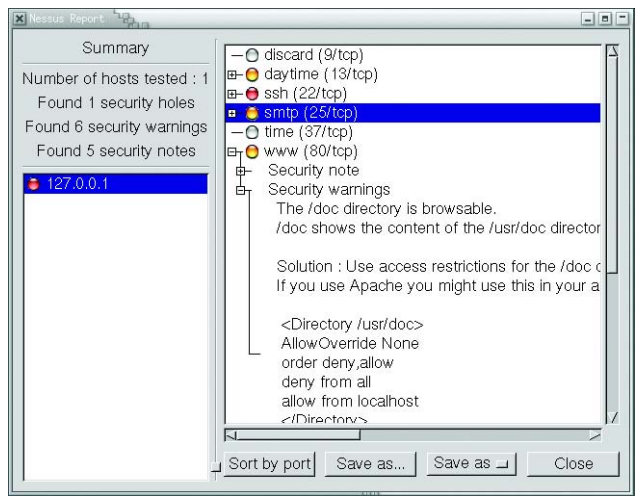 Nessus Report
Summary
Number of hosts tested : 1
Found 1 security holes
Found 6 security warnings
Found 5 security notes
127.0.0.1
discard (9/tcp)
daytime (13/tcp)
ssh (22/tcp)
smtp (25/tcp)
time (37/tcp)
www (80/tcp)
Security note
Security warnings
The /doc directory is browsable.
/doc shows the content of the /usr/doc director
Solution : Use access restrictions for the /doc
If you use Apache you might use this in your a
<Directory /usr/doc>
AllowOverride None
order deny,allow
deny from all
allow from localhost
</Directory>
Sort by port
Save as...
Save as
Close